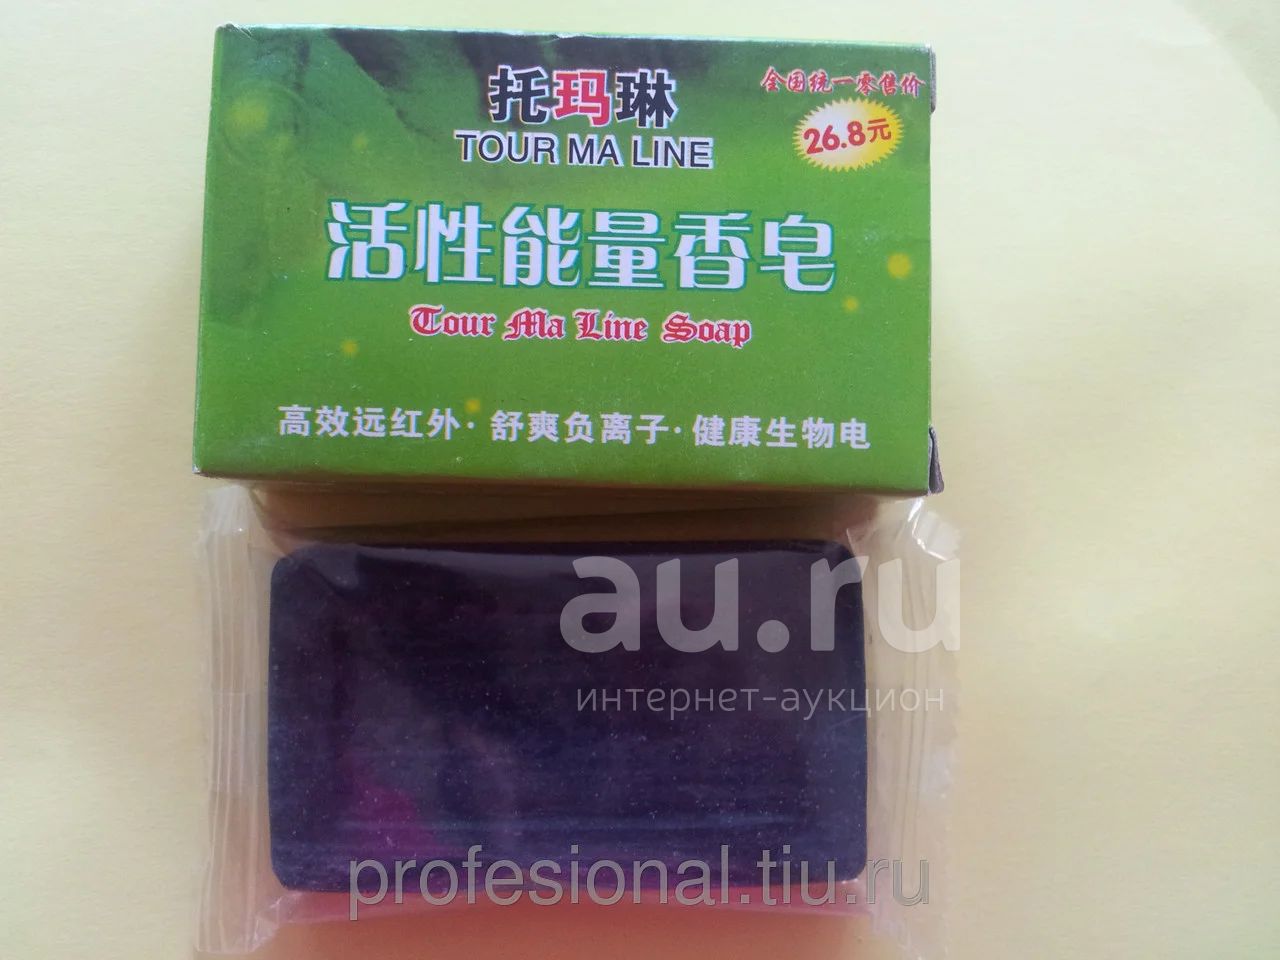 托玛琳
TOUR MA LINE
全国统一零售价
26.8元
活性能量香皂
Tour Ma Line Soap
高效远红外·舒爽负离子·健康生物电
au.ru
интернет-аукцион
profesional.tiu.ru